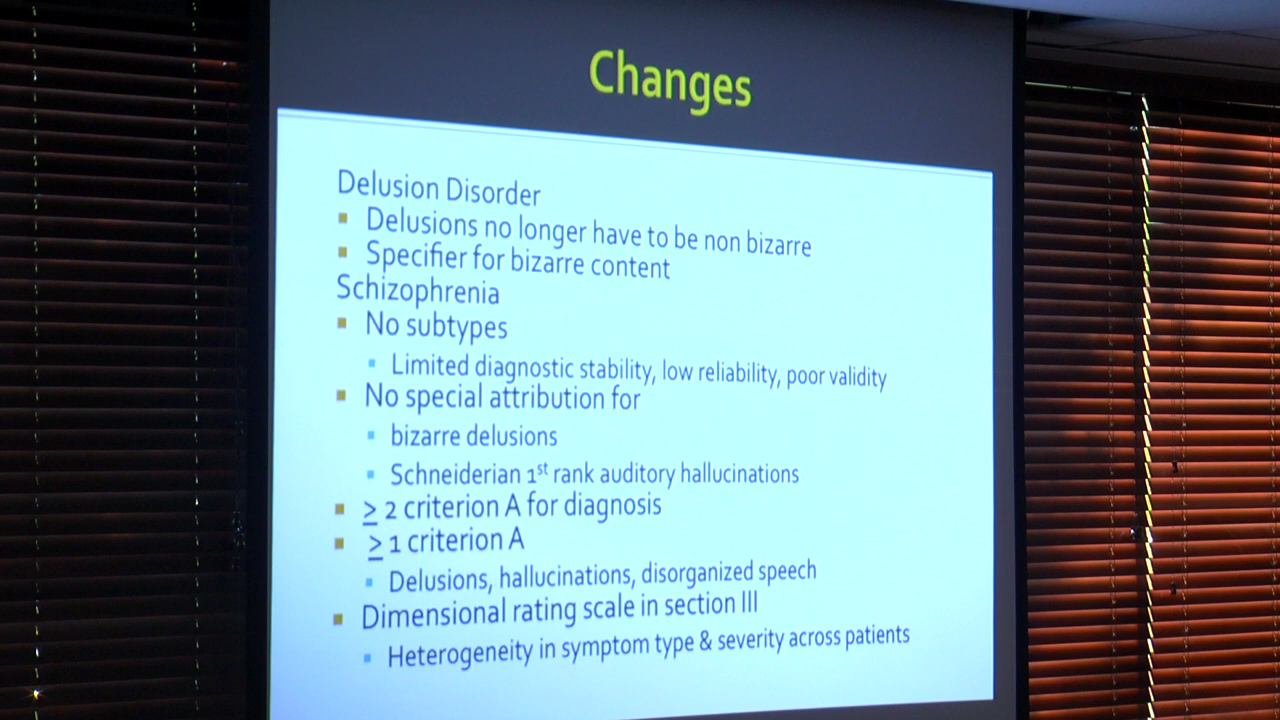 Changes
Delusion Disorder
Delusions no longer have to be non bizarre
Specifier for bizarre content
Schizophrenia
No subtypes
Limited diagnostic stability, low reliability, poor validity
No special attribution for
bizarre delusions
Schneiderian 1st rank auditory hallucinations
≥ 2 criterion A for diagnosis
≥ 1 criterion A
Delusions, hallucinations, disorganized speech
Dimensional rating scale in section III
Heterogeneity in symptom type & severity across patients